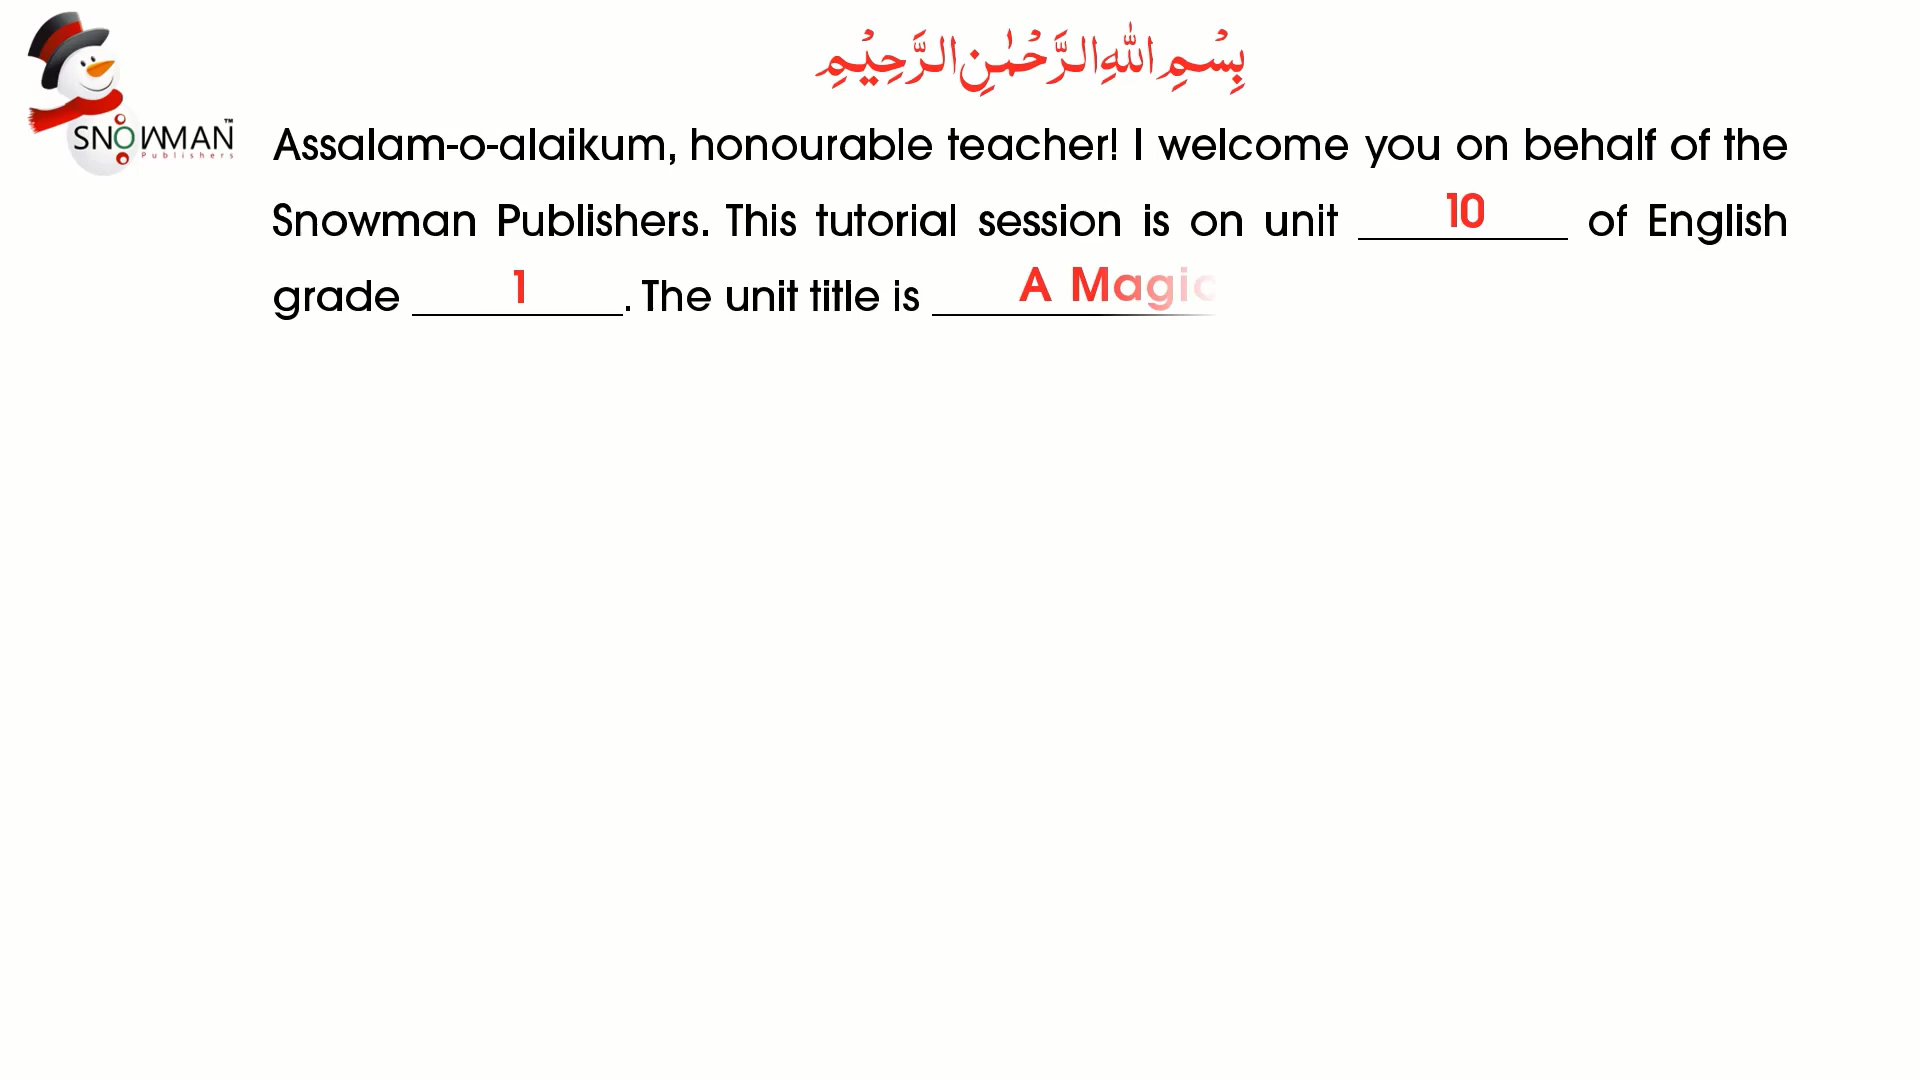 بِسْمِ اللّٰهِ الرَّحْمٰنِ الرَّحِيْمِ
SNOWMAN™
Publishers
Assalam-o-alaikum, honourable teacher! I welcome you on behalf of the
Snowman Publishers. This tutorial session is on unit 10 of English
grade 1. The unit title is A Magic